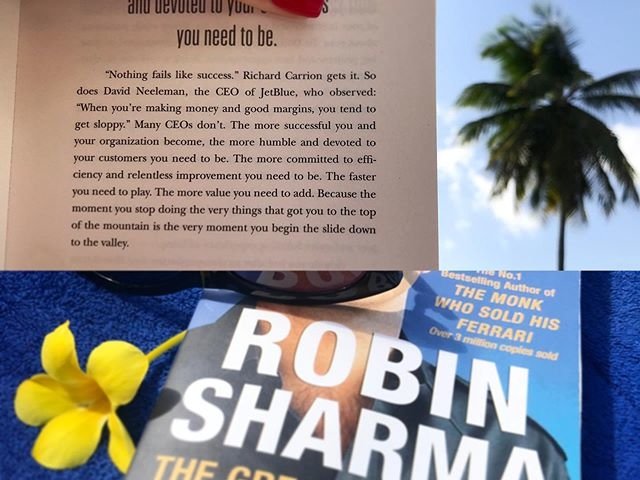 and devoted to your
you need to be.
"Nothing fails like success." Richard Carrion gets it. So
does David Neeleman, the CEO of JetBlue, who observed:
"When you're making money and good margins, you tend to
get sloppy." Many CEOs don't. The more successful you and
your organization become, the more humble and devoted to
your customers you need to be. The more committed to effi-
ciency and relentless improvement you need to be. The faster
you need to play. The more value you need to add. Because the
moment you stop doing the very things that got you to the top
of the mountain is the very moment you begin the slide down
to the valley.
The No.1
Bestselling Author of
THE MONK
WHO SOLD HIS
FERRARI
Over 3 million copies sold
ROBIN
SHARMA
THE